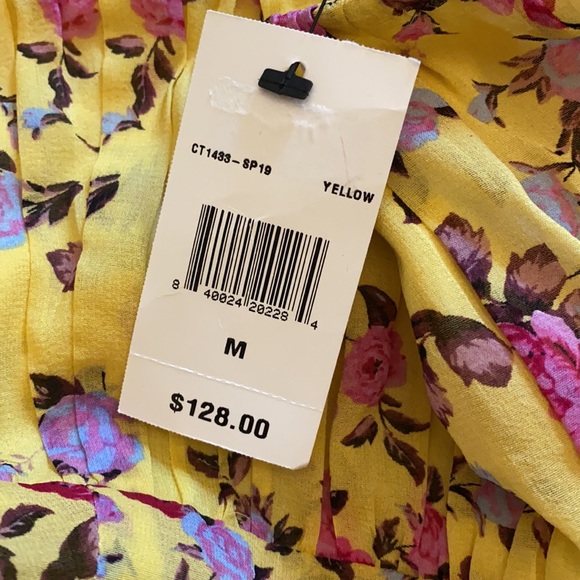 CT1433-SP19
YELLOW
8 40024 20228 4
M
$128.00